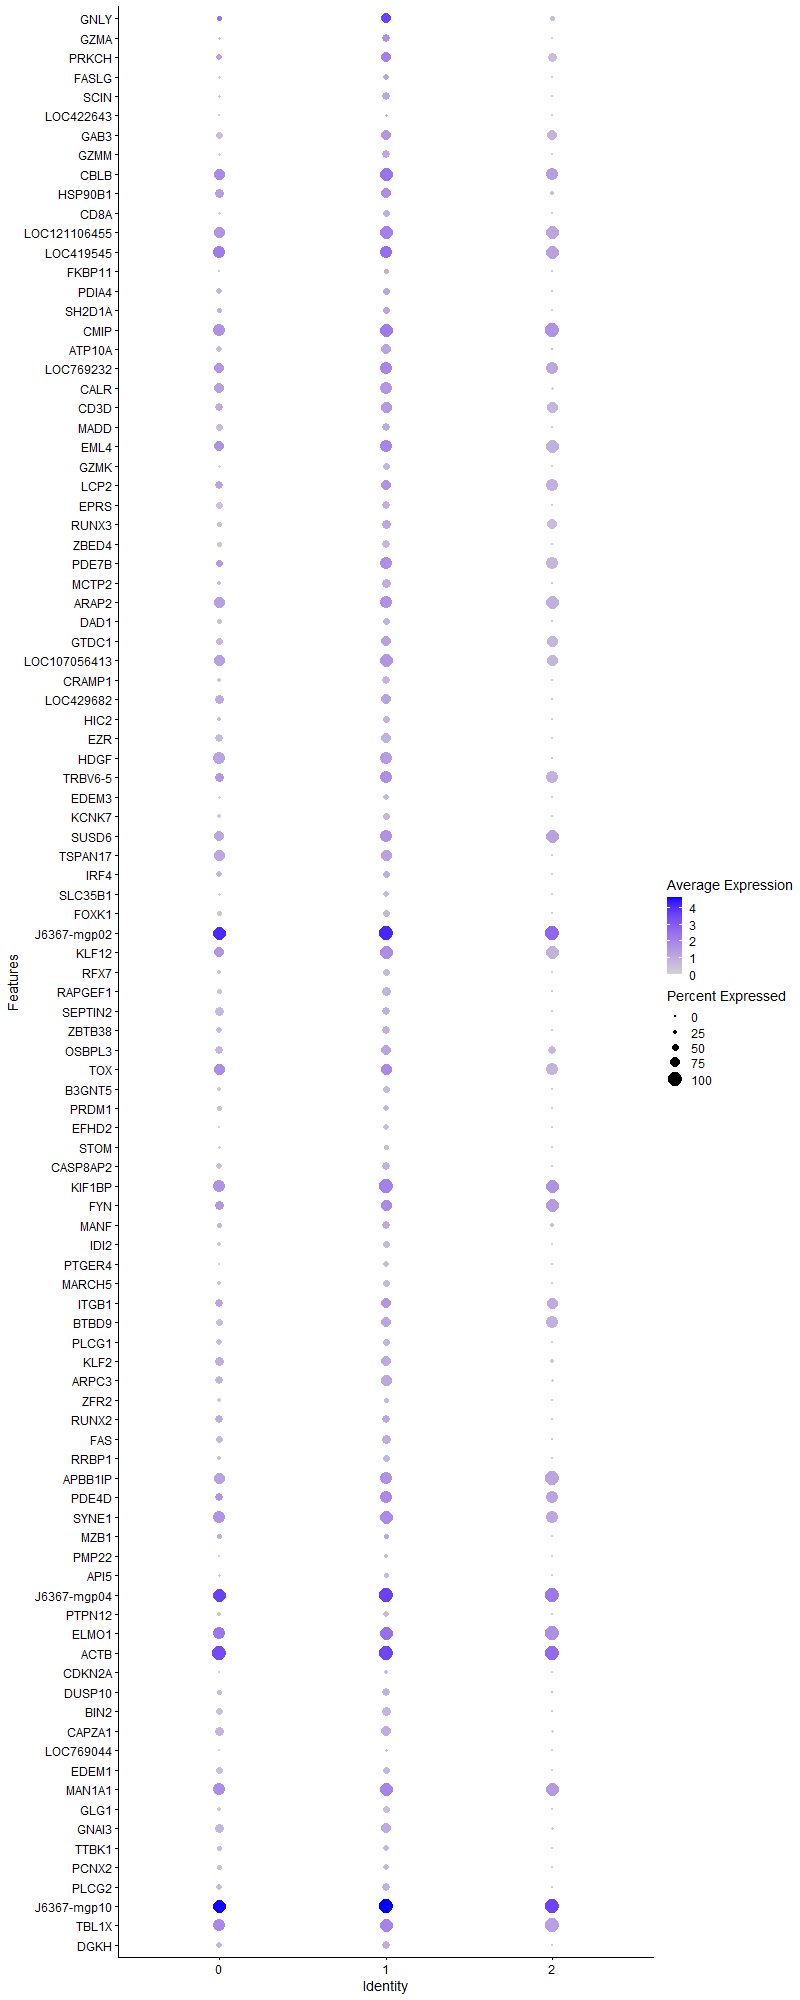 GNLY
GZMA
PRKCH
FASLG
SCIN
LOC422643
GAB3
GZMM
CBLB
HSP90B1
CD8A
LOC121106455
LOC419545
FKBP11
PDIA4
SH2D1A
CMIP
ATP10A
LOC769232
CALR
CD3D
MADD
EML4
GZMK
LCP2
EPRS
RUNX3
ZBED4
PDE7B
MCTP2
ARAP2
DAD1
GTDC1
LOC107056413
CRAMP1
LOC429682
HIC2
EZR
HDGF
TRBV6-5
EDEM3
KCNK7
SUSD6
TSPAN17
IRF4
SLC35B1
FOXK1
J6367-mgp02
KLF12
RFX7
RAPGEF1
SEPTIN2
ZBTB38
OSBPL3
TOX
B3GNT5
PRDM1
EFHD2
STOM
CASP8AP2
KIF1BP
FYN
MANF
IDI2
PTGER4
MARCH5
ITGB1
BTBD9
PLCG1
KLF2
ARPC3
ZFR2
RUNX2
FAS
RRBP1
APBB1IP
PDE4D
SYNE1
MZB1
PMP22
API5
J6367-mgp04
PTPN12
ELMO1
ACTB
CDKN2A
DUSP10
BIN2
CAPZA1
LOC769044
EDEM1
MAN1A1
GLG1
GNAI3
TTBK1
PCNX2
PLCG2
J6367-mgp10
TBL1X
DGKH
Features
0 1 2
Identity
Average Expression
4
3
2
1
0
Percent Expressed
0
25
50
75
100